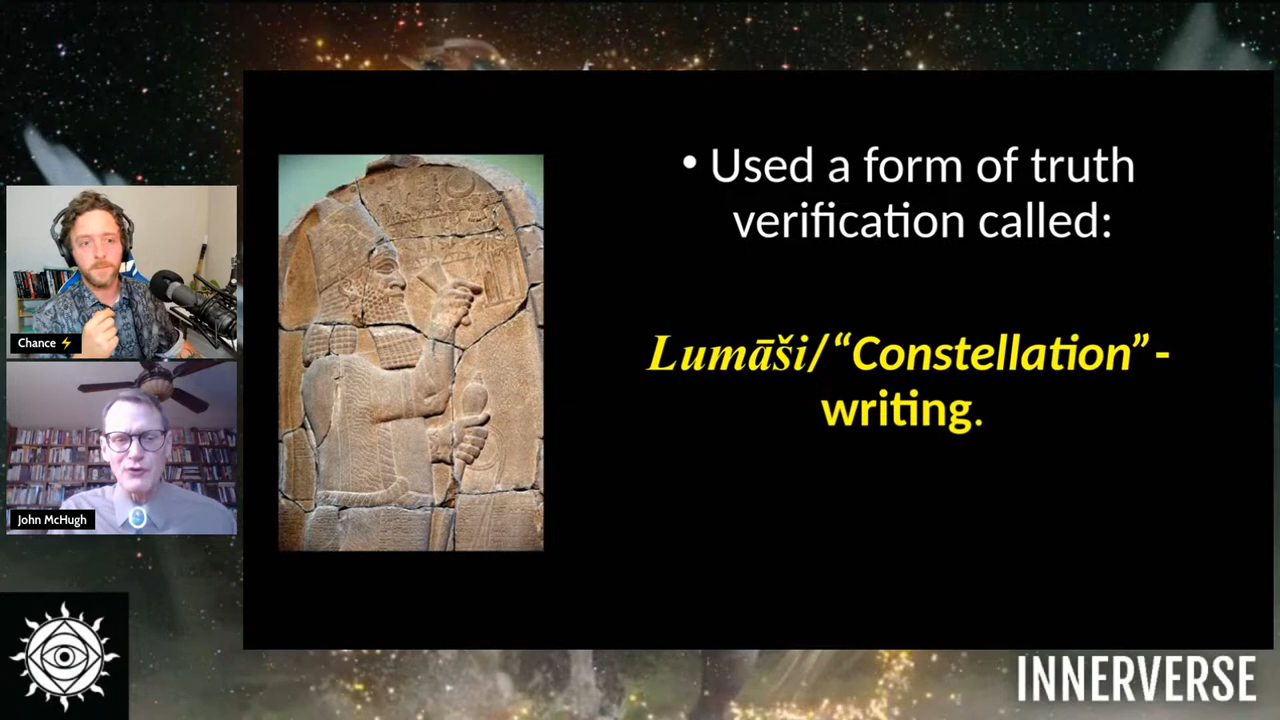 • Used a form of truth
verification called:
Lumāši/“Constellation”-
writing.
Chance ⚡
John McHugh
INNERVERSE